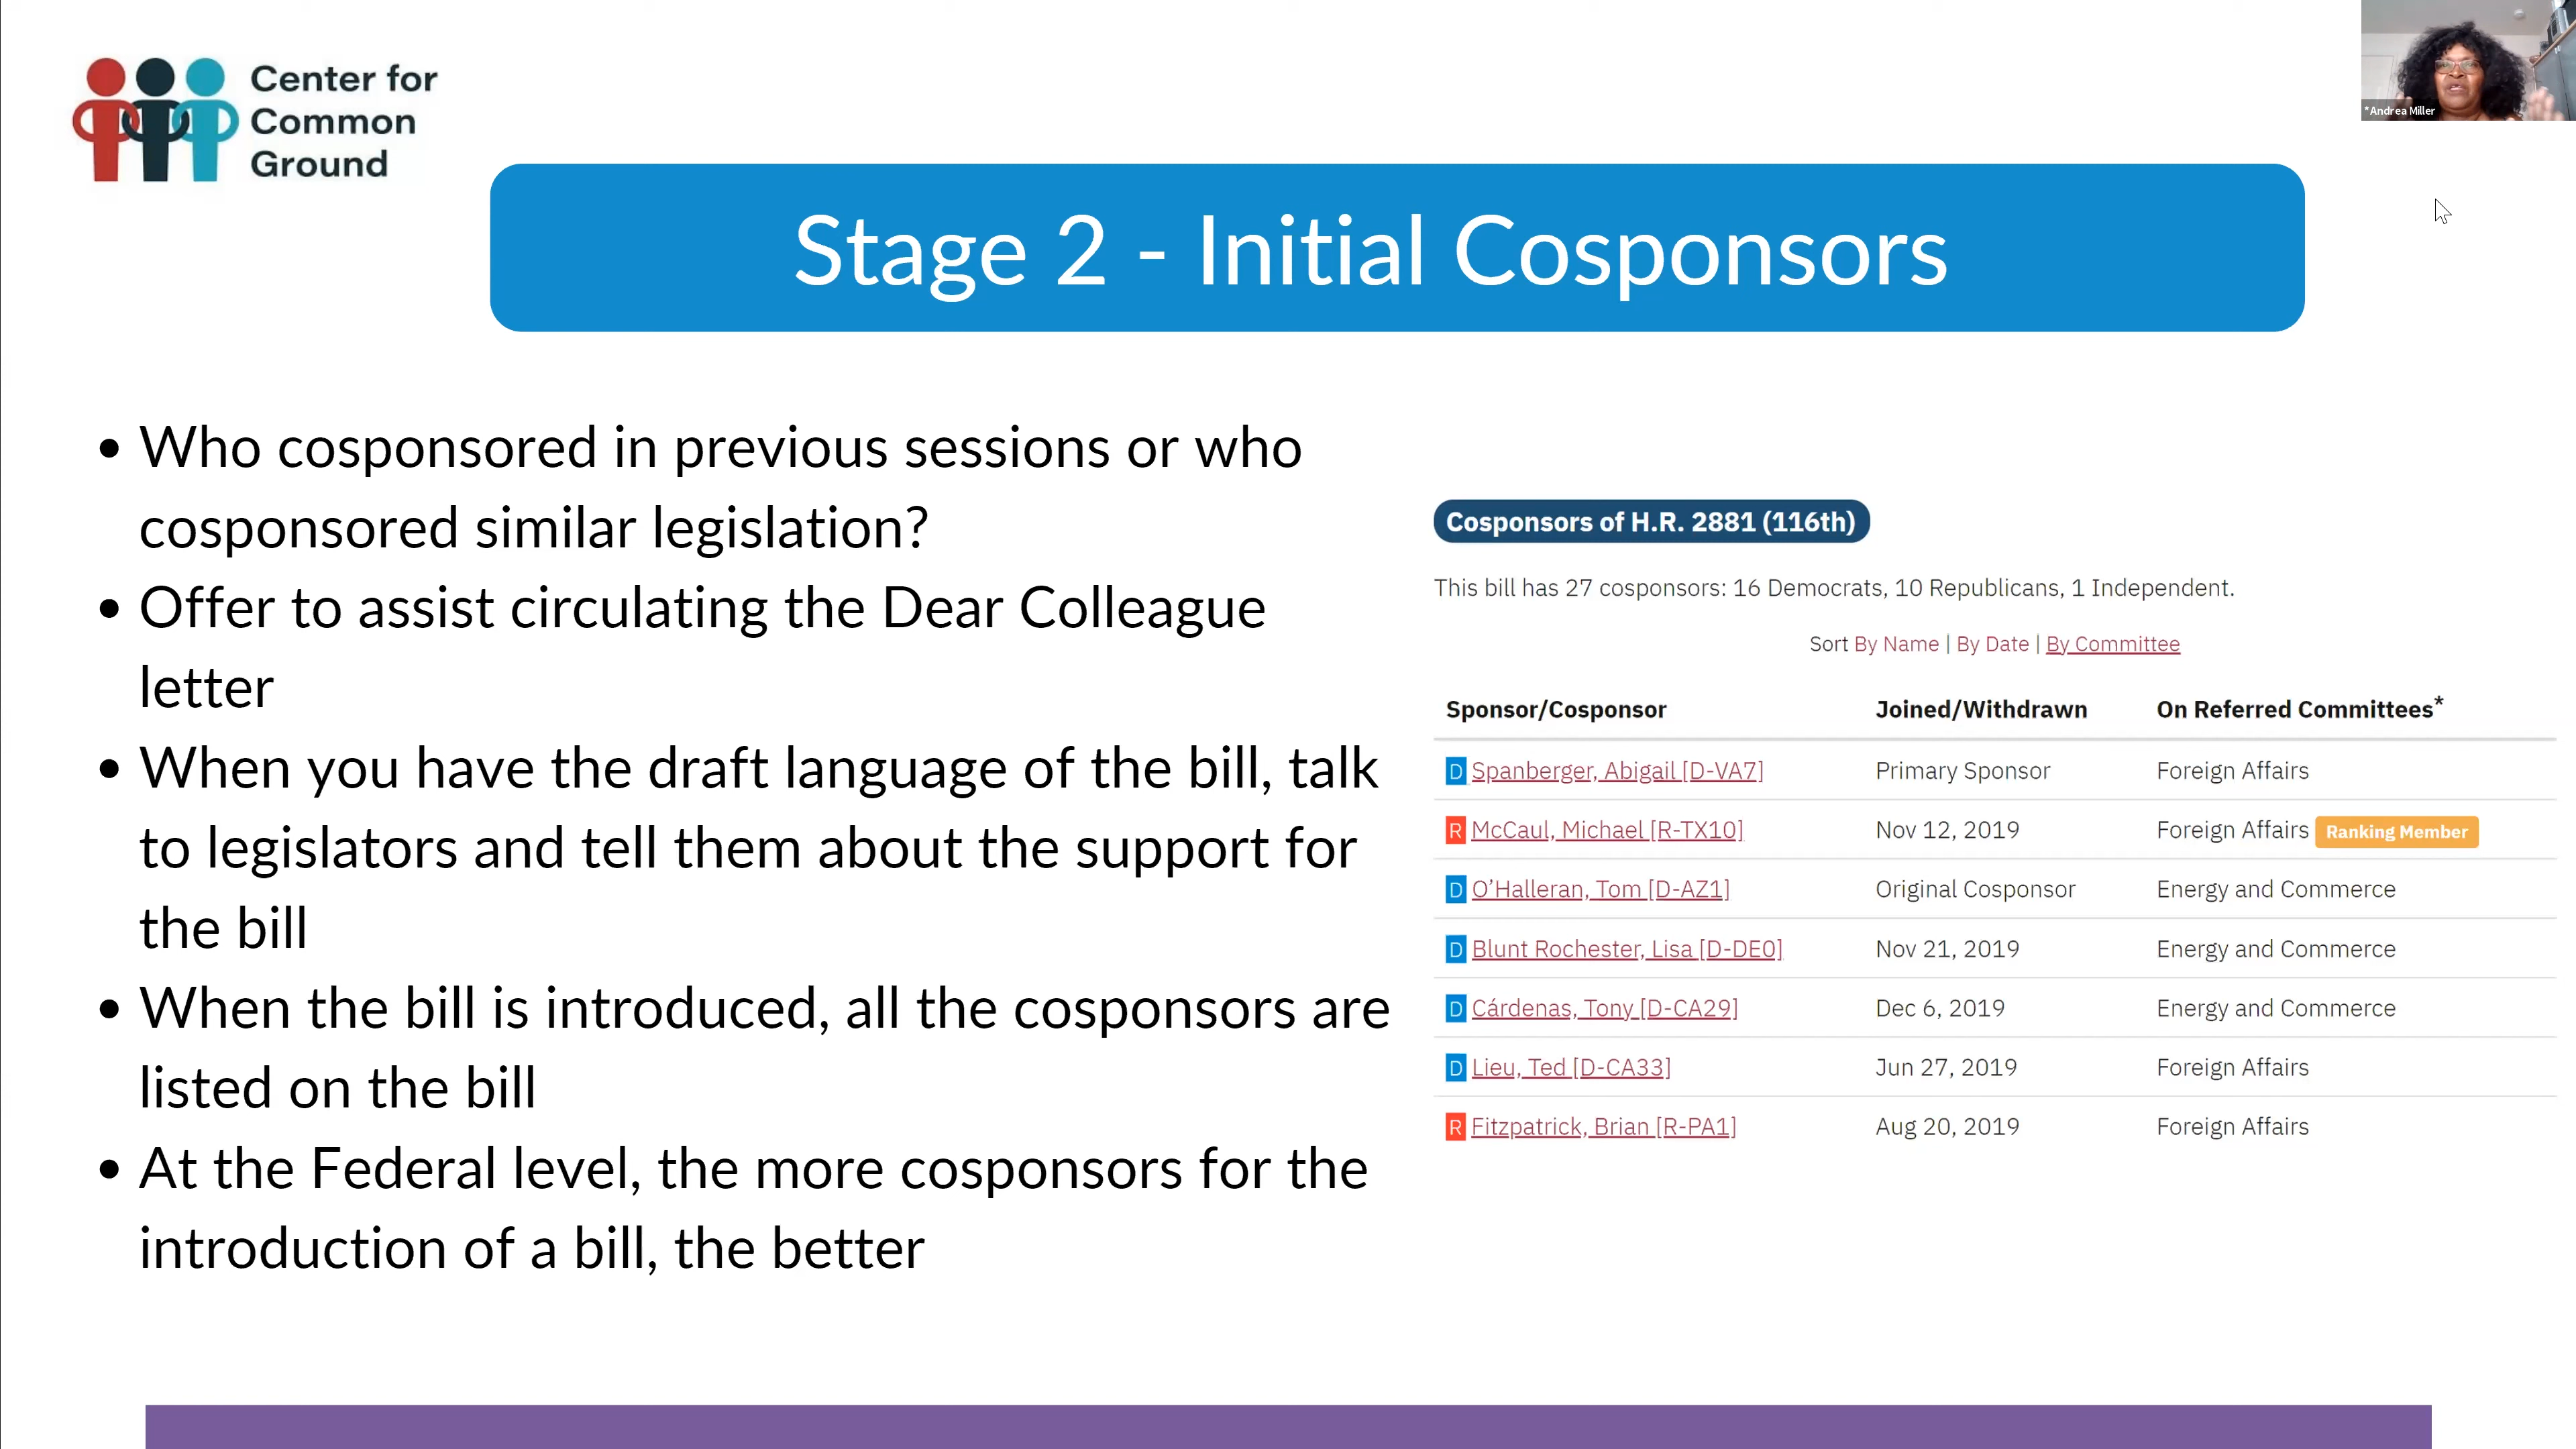 Center for
Common
Ground
*Andrea Miller
Stage 2 - Initial Cosponsors
• Who cosponsored in previous sessions or who
cosponsored similar legislation?
• Offer to assist circulating the Dear Colleague
letter
• When you have the draft language of the bill, talk
to legislators and tell them about the support for
the bill
• When the bill is introduced, all the cosponsors are
listed on the bill
• At the Federal level, the more cosponsors for the
introduction of a bill, the better
Cosponsors of H.R. 2881 (116th)
This bill has 27 cosponsors: 16 Democrats, 10 Republicans, 1 Independent.
Sort By Name | By Date | By Committee
Sponsor/Cosponsor Joined/Withdrawn On Referred Committees*
D Spanberger, Abigail [D-VA7] Primary Sponsor Foreign Affairs
R McCaul, Michael [R-TX10] Nov 12, 2019 Foreign Affairs Ranking Member
D O’Halleran, Tom [D-AZ1] Original Cosponsor Energy and Commerce
D Blunt Rochester, Lisa [D-DE0] Nov 21, 2019 Energy and Commerce
D Cárdenas, Tony [D-CA29] Dec 6, 2019 Energy and Commerce
D Lieu, Ted [D-CA33] Jun 27, 2019 Foreign Affairs
R Fitzpatrick, Brian [R-PA1] Aug 20, 2019 Foreign Affairs